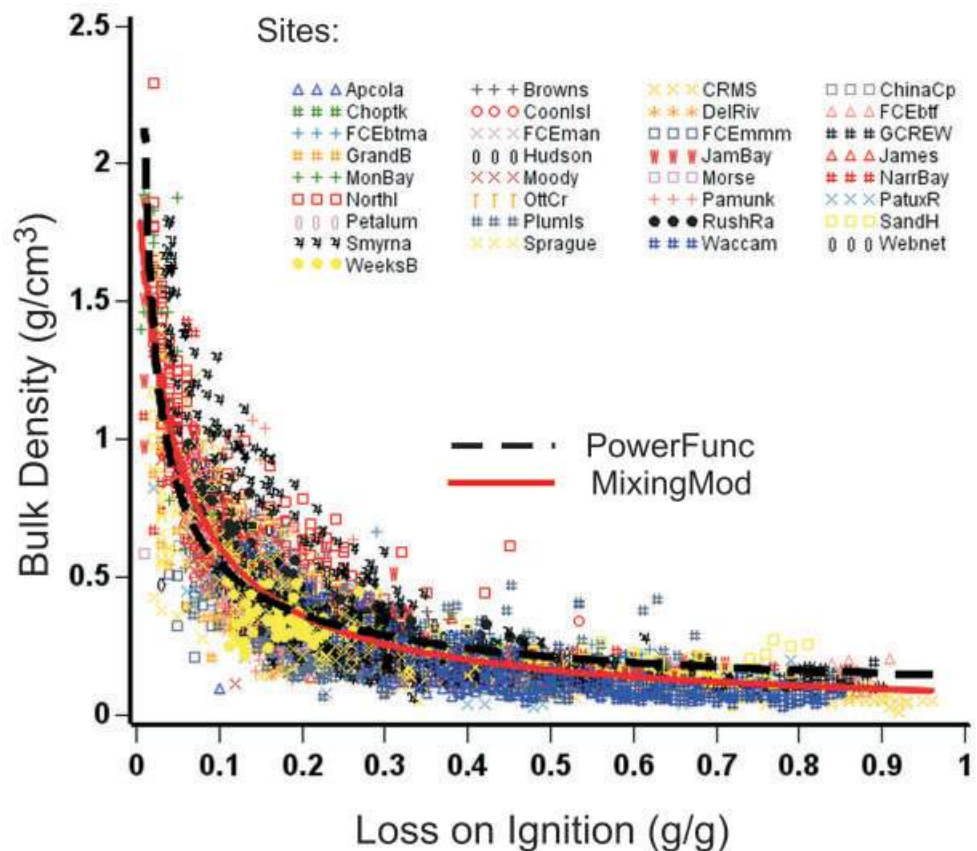 Sites:
Apcola Browns CRMS ChinaCp
Choptk CoonIsl DelRiv FCEbtf
FCEbtma FCEman FCEmmm GCREW
GrandB Hudson JamBay James
MonBay Moody Morse NarrBay
NorthI OttCr Pamunk PatuxR
Petalum PlumIs RushRa SandH
Smyrna Sprague Waccam Webnet
WeeksB
PowerFunc
MixingMod
Bulk Density (g/cm³)
2.5
2
1.5
1
0.5
0
0 0.1 0.2 0.3 0.4 0.5 0.6 0.7 0.8 0.9 1
Loss on Ignition (g/g)